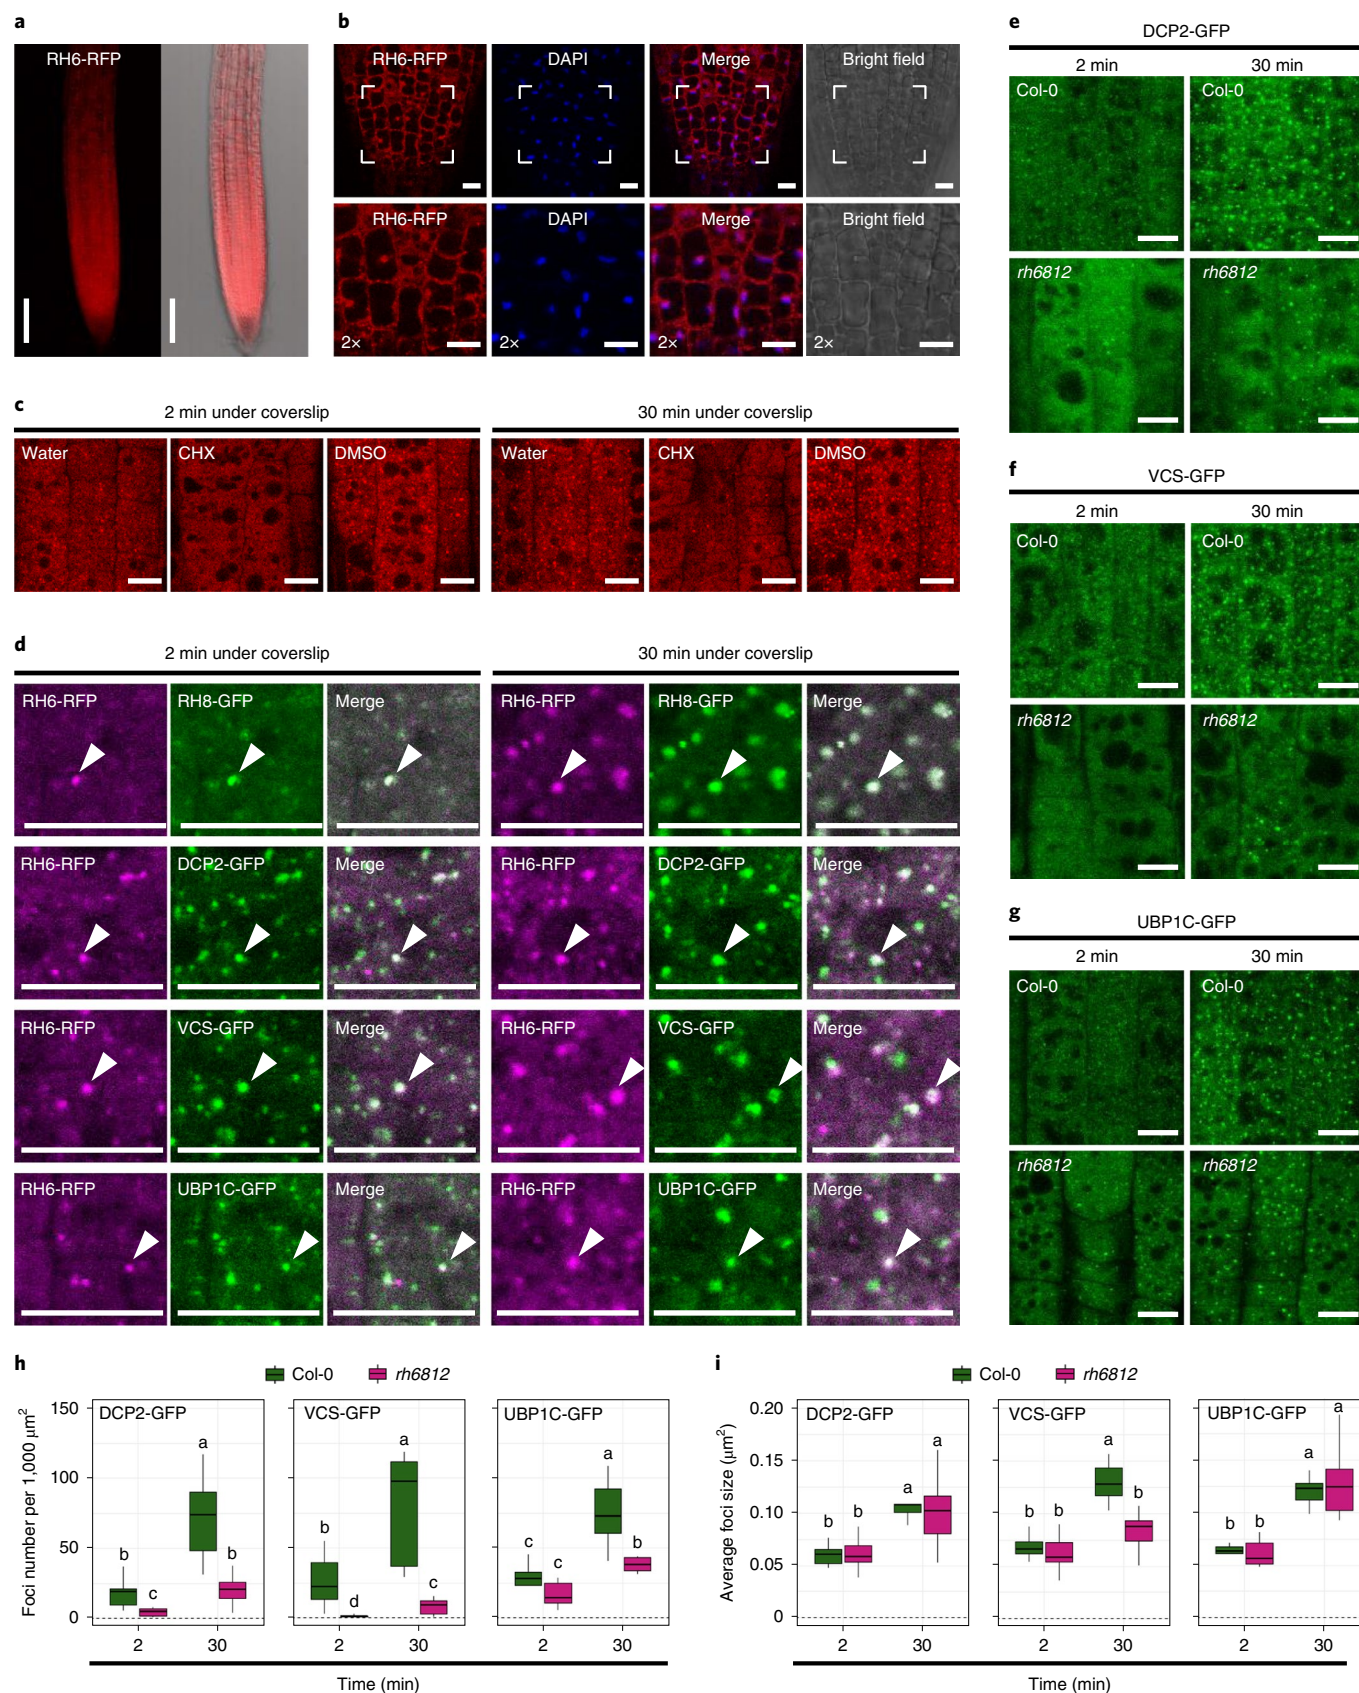 a
RH6-RFP
b
RH6-RFP DAPI Merge Bright field
RH6-RFP DAPI Merge Bright field
2× 2× 2× 2×
c
2 min under coverslip 30 min under coverslip
Water CHX DMSO Water CHX DMSO
d
2 min under coverslip 30 min under coverslip
RH6-RFP RH8-GFP Merge RH6-RFP RH8-GFP Merge
RH6-RFP DCP2-GFP Merge RH6-RFP DCP2-GFP Merge
RH6-RFP VCS-GFP Merge RH6-RFP VCS-GFP Merge
RH6-RFP UBP1C-GFP Merge RH6-RFP UBP1C-GFP Merge
e
DCP2-GFP
2 min 30 min
Col-0 Col-0
rh6812 rh6812
f
VCS-GFP
2 min 30 min
Col-0 Col-0
rh6812 rh6812
g
UBP1C-GFP
2 min 30 min
Col-0 Col-0
rh6812 rh6812
h
Col-0 rh6812
Foci number per 1,000 μm²
150
100
50
0
DCP2-GFP
b c a b
2 30
VCS-GFP
b d a c
2 30
UBP1C-GFP
c c a b
2 30
Time (min)
i
Col-0 rh6812
Average foci size (μm²)
0.20
0.15
0.10
0.05
0
DCP2-GFP
b b a a
2 30
VCS-GFP
b b a b
2 30
UBP1C-GFP
b b a a
2 30
Time (min)